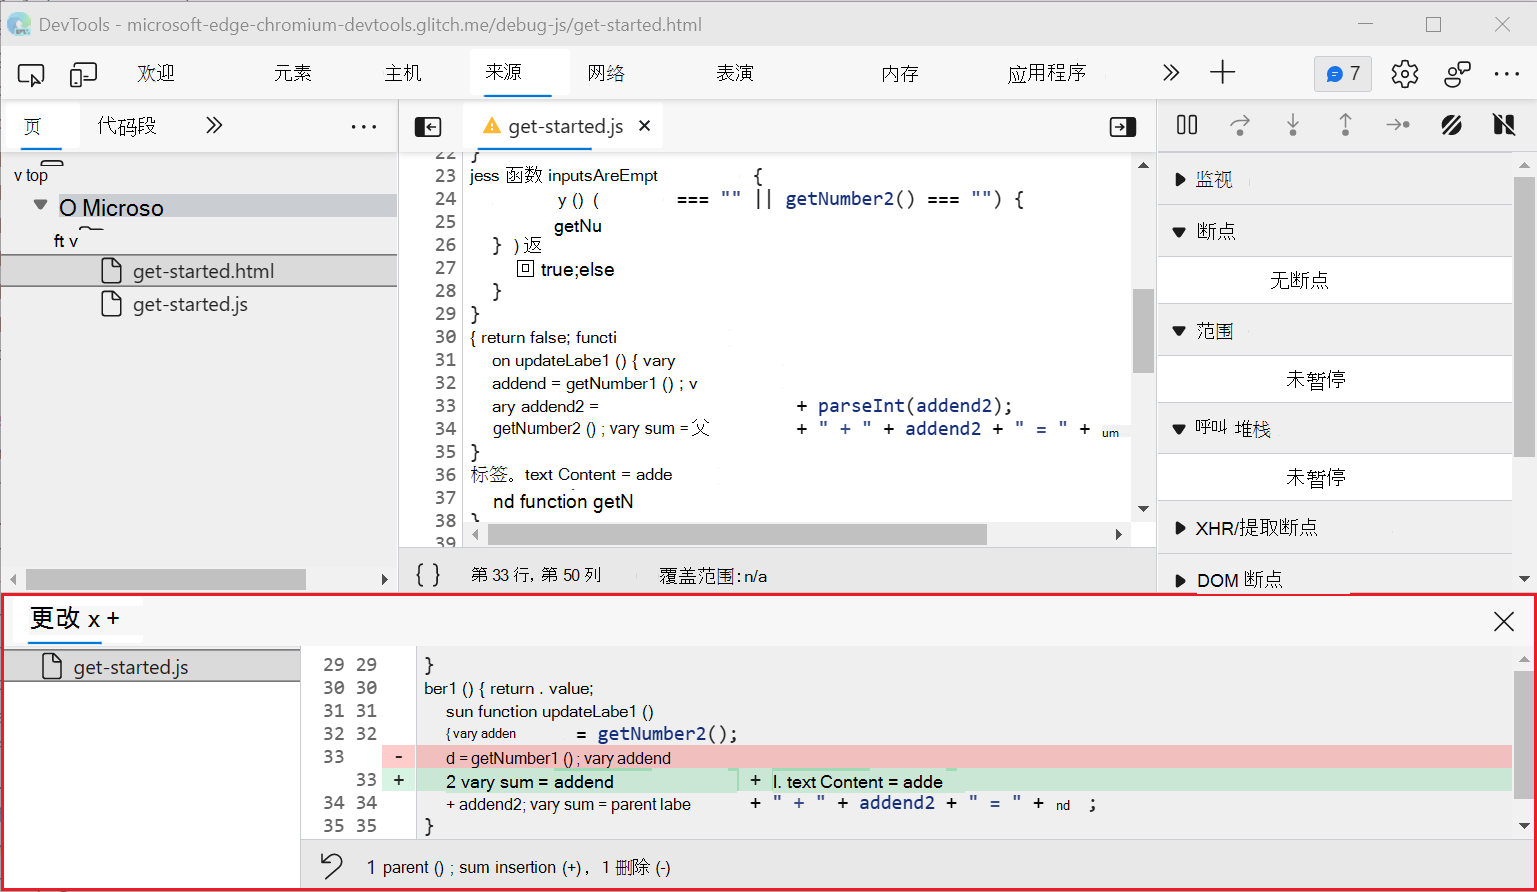 DevTools - microsoft-edge-chromium-devtools.glitch.me/debug-js/get-started.html
欢迎 元素 主机 来源 网络 表演 内存 应用程序 7
页 代码段
get-started.js
v top
O Microso
ft v
get-started.html
get-started.js
22 }
23 jess 函数 inputsAreEmpt {
24 y () ( === "" || getNumber2() === "") {
25 getNu
26 } ) 返
27 回 true;else
28 }
29 }
30 { return false; functi
31 on updateLabe1 () { vary
32 addend = getNumber1 () ; v
33 ary addend2 = + parseInt(addend2);
34 getNumber2 () ; vary sum = 父 + " + " + addend2 + " = " + um
35 }
36 标签。text Content = adde
37 nd function getN
38 }
39
{ } 第 33 行, 第 50 列 覆盖范围: n/a
监视
断点
无断点
范围
未暂停
呼叫 堆栈
未暂停
XHR/提取断点
DOM 断点
更改 x +
get-started.js
29 29 }
30 30 ber1 () { return . value;
31 31 sun function updateLabe1 ()
32 32 { vary adden = getNumber2();
33 - d = getNumber1 () ; vary addend
33 + 2 vary sum = addend + l. text Content = adde
34 34 + addend2; vary sum = parent labe + " + " + addend2 + " = " + nd ;
35 35 }
1 parent () ; sum insertion (+), 1 删除 (-)